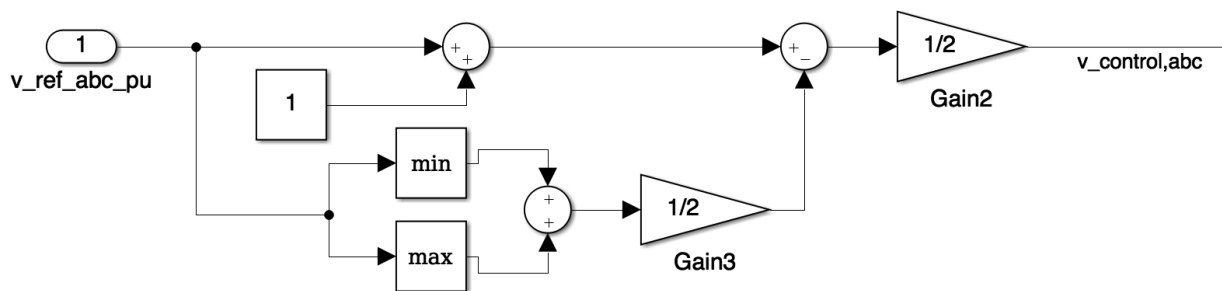 1
v_ref_abc_pu
+
+
1
+
−
1/2
Gain2
v_control,abc
min
max
+
+
1/2
Gain3